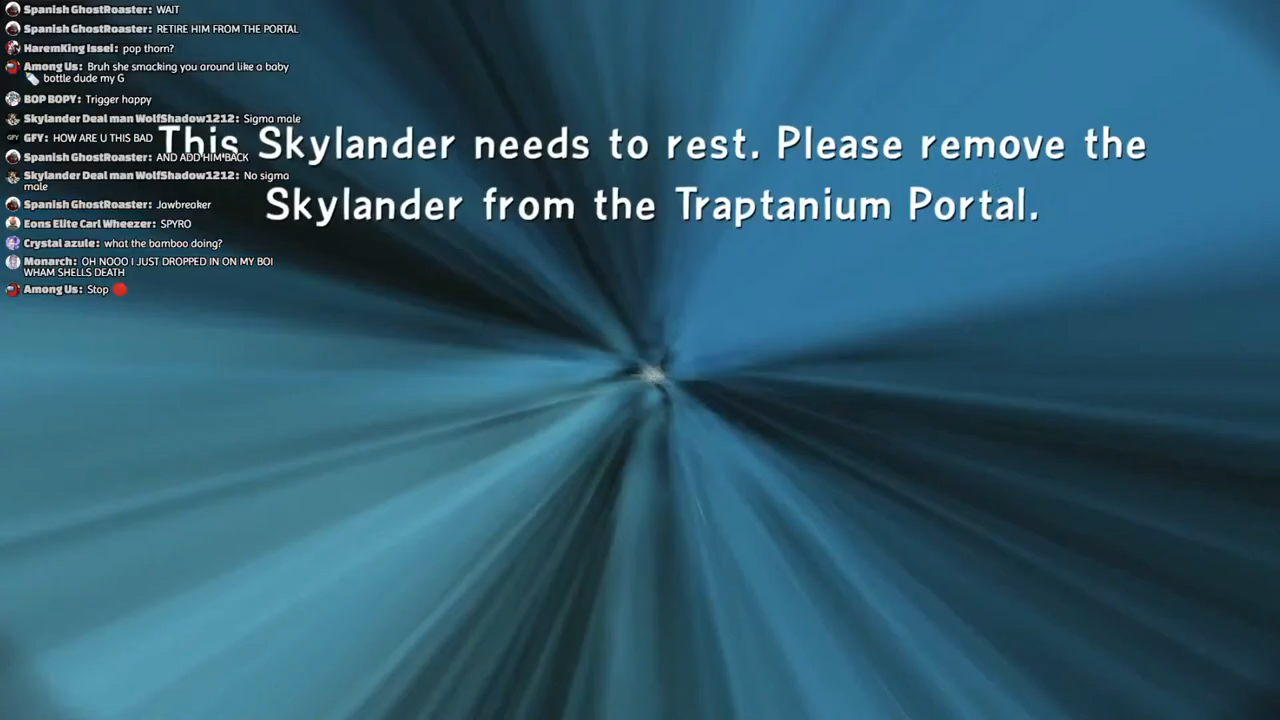 Spanish GhostRoaster: WAIT
Spanish GhostRoaster: RETIRE HIM FROM THE PORTAL
HaremKing Issei: pop thorn?
Among Us: Bruh she smacking you around like a baby
🍼 bottle dude my G
BOP BOPY: Trigger happy
Skylander Deal man WolfShadow1212: Sigma male
GFY: HOW ARE U THIS BAD
This Skylander needs to rest. Please remove the
Skylander from the Traptanium Portal.
Spanish GhostRoaster: AND ADD HIM BACK
Skylander Deal man WolfShadow1212: No sigma
male
Spanish GhostRoaster: Jawbreaker
Eons Elite Carl Wheezer: SPYRO
Crystal azule: what the bamboo doing?
Monarch: OH NOOO I JUST DROPPED IN ON MY BOI
WHAM SHELLS DEATH
Among Us: Stop 🔴